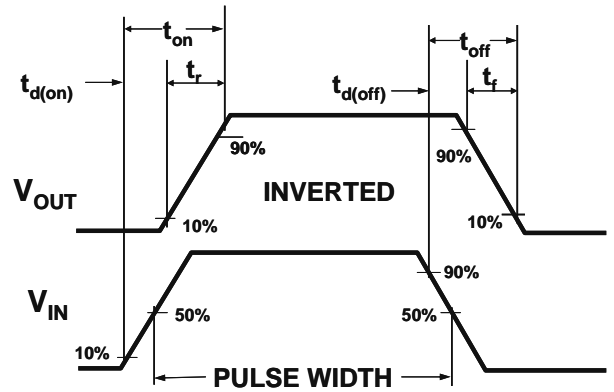 t_on
t_off
t_d(on)
t_r
t_d(off)
t_f
90%
90%
V_OUT
INVERTED
10%
10%
90%
V_IN
50%
50%
10%
PULSE WIDTH